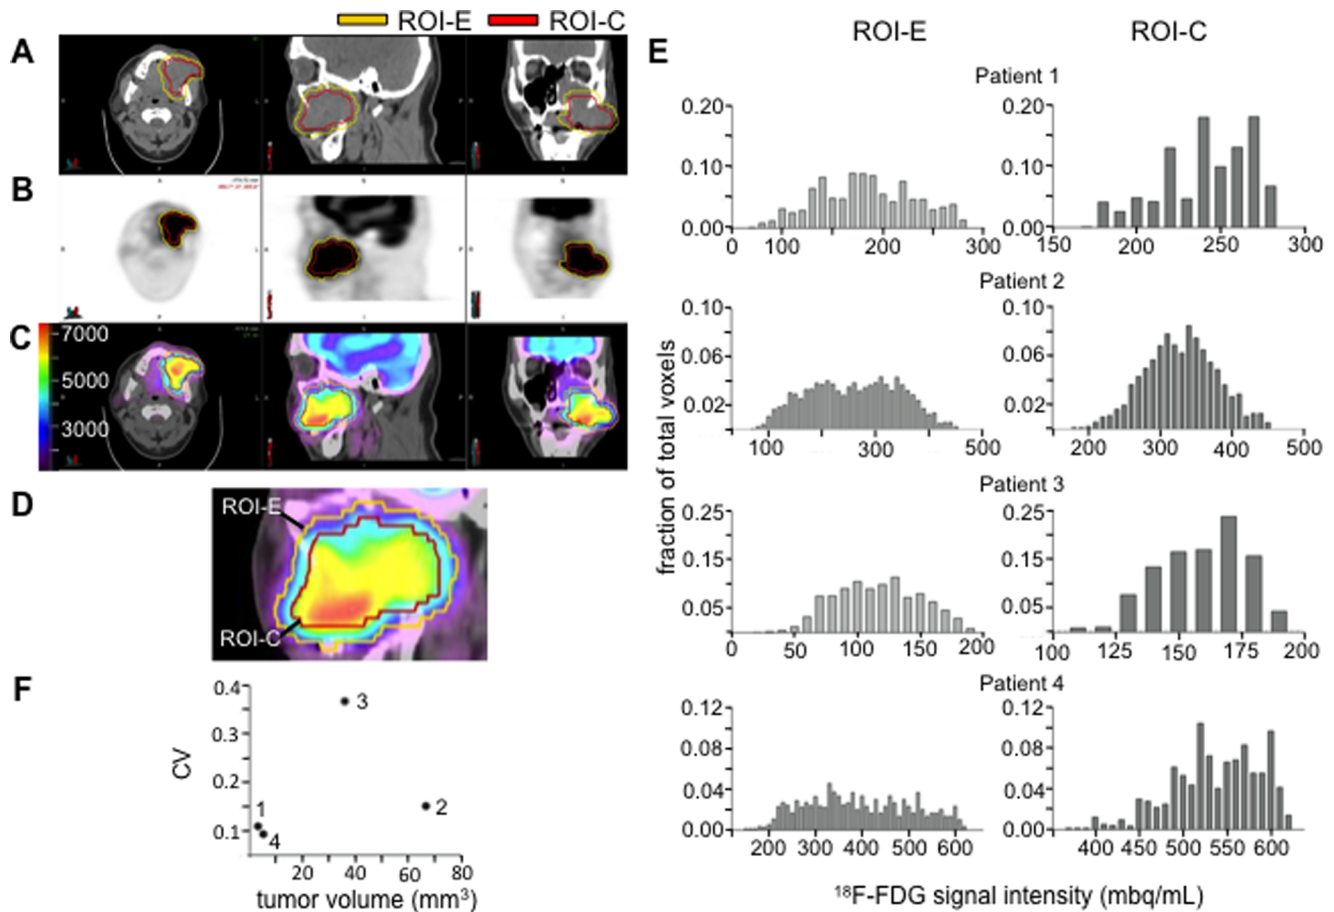 ROI-E ROI-C
A
B
C
7000
5000
3000
D
ROI-E
ROI-C
F
0.4
0.3
0.2
0.1
CV
1
4
3
2
20 40 60 80
tumor volume (mm³)
E
ROI-E ROI-C
fraction of total voxels
Patient 1
0.20 0.20
0.10 0.10
0.00 0.00
0 100 200 300 150 200 250 300
Patient 2
0.10 0.10
0.06 0.06
0.02 0.02
100 300 500 200 300 400 500
Patient 3
0.25 0.25
0.15 0.15
0.05 0.05
0 50 100 150 200 100 125 150 175 200
Patient 4
0.12 0.12
0.08 0.08
0.04 0.04
0.00 0.00
200 300 400 500 600 400 450 500 550 600
¹⁸F-FDG signal intensity (mbq/mL)